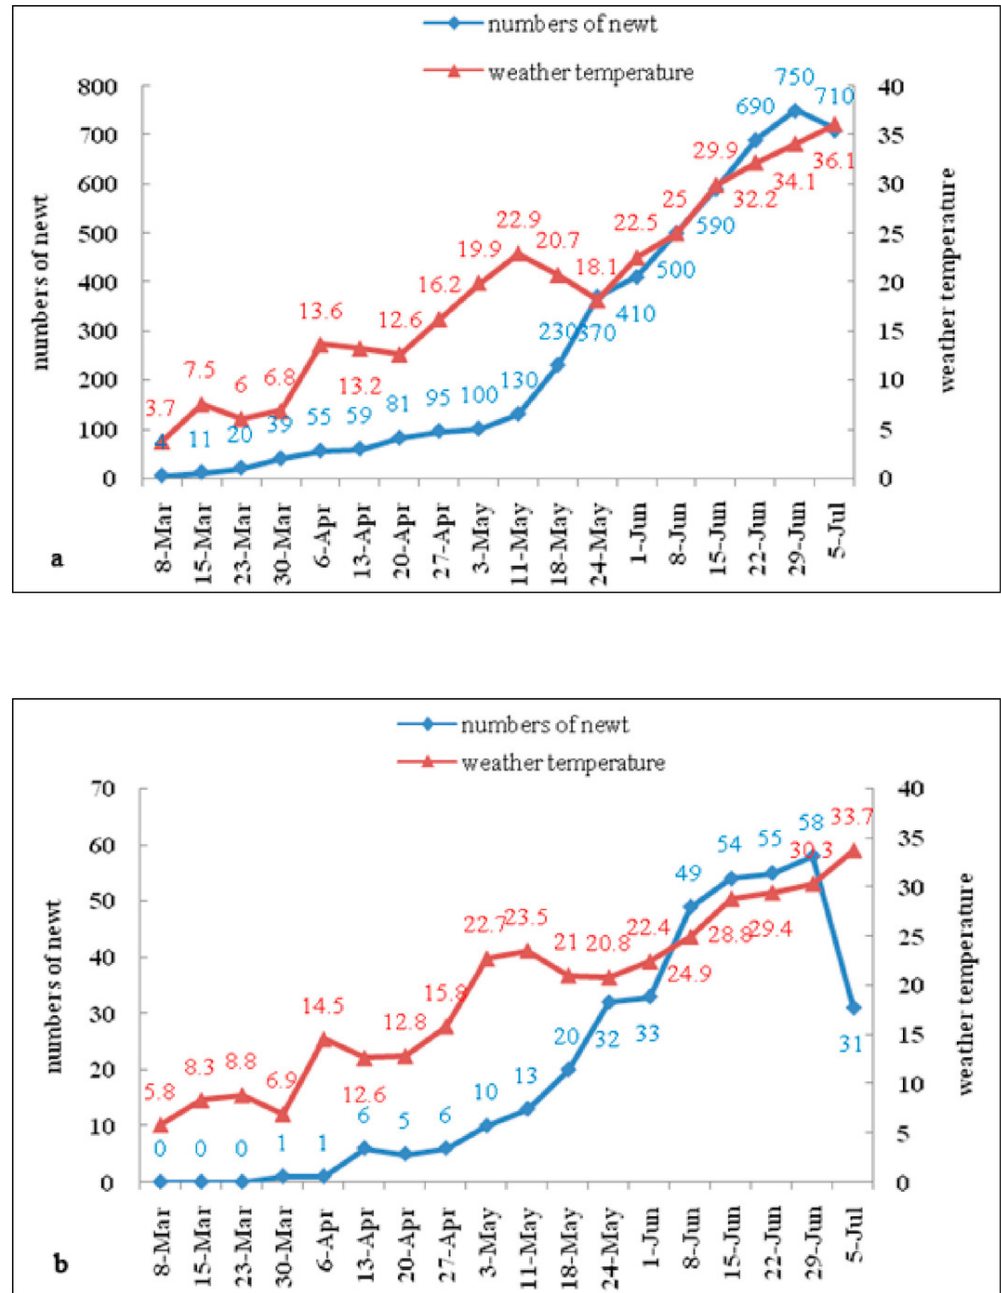 numbers of newt
weather temperature
800
700
600
500
400
300
200
100
0
numbers of newt
40
35
30
25
20
15
10
5
0
weather temperature
3.7
7.5
6
6.8
13.6
13.2
12.6
16.2
19.9
22.9
20.7
18.1
22.5
25
29.9
32.2
34.1
36.1
4
11
20
39
55
59
81
95
100
130
230
370
410
500
590
690
750
710
8-Mar
15-Mar
23-Mar
30-Mar
6-Apr
13-Apr
20-Apr
27-Apr
3-May
11-May
18-May
24-May
1-Jun
8-Jun
15-Jun
22-Jun
29-Jun
5-Jul
a
numbers of newt
weather temperature
70
60
50
40
30
20
10
0
numbers of newt
40
35
30
25
20
15
10
5
0
weather temperature
5.8
8.3
8.8
6.9
14.5
12.6
12.8
15.8
22.7
23.5
21
20.8
22.4
24.9
28.8
29.4
30.3
33.7
0
0
0
1
1
6
5
6
10
13
20
32
33
49
54
55
58
31
8-Mar
15-Mar
23-Mar
30-Mar
6-Apr
13-Apr
20-Apr
27-Apr
3-May
11-May
18-May
24-May
1-Jun
8-Jun
15-Jun
22-Jun
29-Jun
5-Jul
b